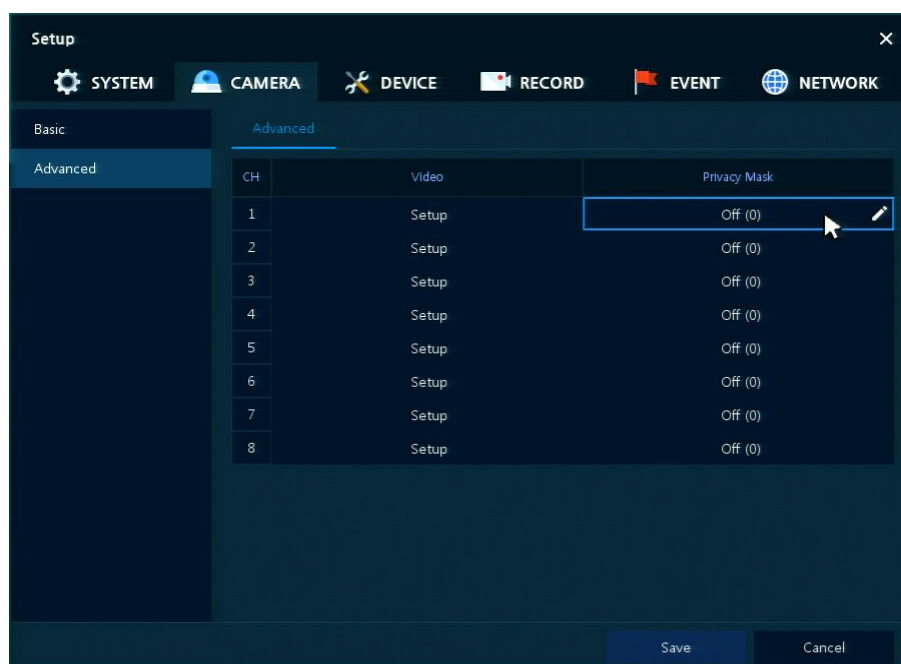 Setup
SYSTEM CAMERA DEVICE RECORD EVENT NETWORK
Basic Advanced
Advanced CH Video Privacy Mask
1 Setup Off (0)
2 Setup Off (0)
3 Setup Off (0)
4 Setup Off (0)
5 Setup Off (0)
6 Setup Off (0)
7 Setup Off (0)
8 Setup Off (0)
Save Cancel